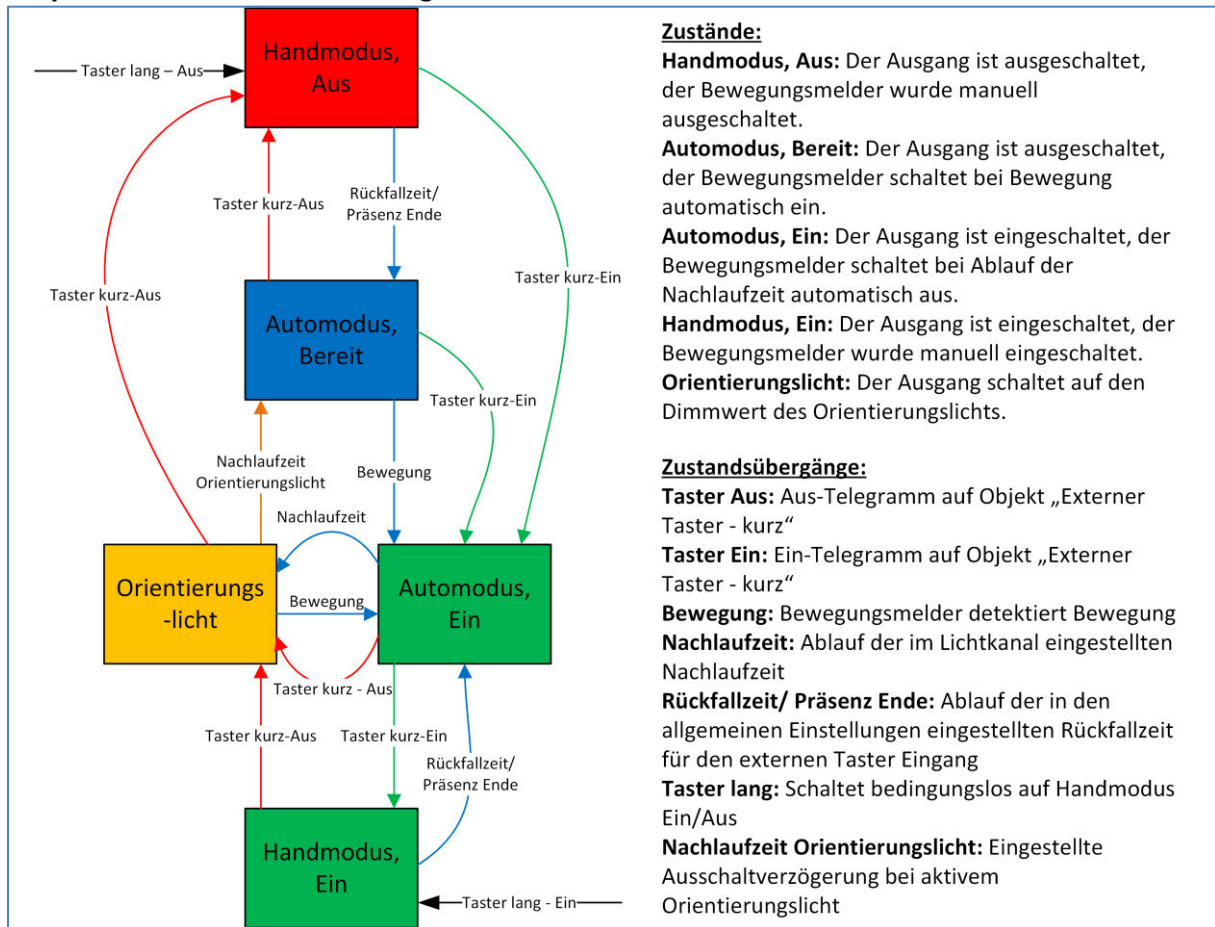 Taster lang – Aus
Handmodus,
Aus
Taster kurz-Aus
Rückfallzeit/
Präsenz Ende
Taster kurz-Ein
Taster kurz-Aus
Automodus,
Bereit
Taster kurz-Ein
Nachlaufzeit
Orientierungslicht
Bewegung
Nachlaufzeit
Orientierungs
-licht
Bewegung
Automodus,
Ein
Taster kurz - Aus
Taster kurz-Aus
Taster kurz-Ein
Rückfallzeit/
Präsenz Ende
Handmodus,
Ein
Taster lang - Ein
Zustände:
Handmodus, Aus: Der Ausgang ist ausgeschaltet,
der Bewegungsmelder wurde manuell
ausgeschaltet.
Automodus, Bereit: Der Ausgang ist ausgeschaltet,
der Bewegungsmelder schaltet bei Bewegung
automatisch ein.
Automodus, Ein: Der Ausgang ist eingeschaltet, der
Bewegungsmelder schaltet bei Ablauf der
Nachlaufzeit automatisch aus.
Handmodus, Ein: Der Ausgang ist eingeschaltet, der
Bewegungsmelder wurde manuell eingeschaltet.
Orientierungslicht: Der Ausgang schaltet auf den
Dimmwert des Orientierungslichts.
Zustandsübergänge:
Taster Aus: Aus-Telegramm auf Objekt „Externer
Taster - kurz“
Taster Ein: Ein-Telegramm auf Objekt „Externer
Taster - kurz“
Bewegung: Bewegungsmelder detektiert Bewegung
Nachlaufzeit: Ablauf der im Lichtkanal eingestellten
Nachlaufzeit
Rückfallzeit/ Präsenz Ende: Ablauf der in den
allgemeinen Einstellungen eingestellten Rückfallzeit
für den externen Taster Eingang
Taster lang: Schaltet bedingungslos auf Handmodus
Ein/Aus
Nachlaufzeit Orientierungslicht: Eingestellte
Ausschaltverzögerung bei aktivem
Orientierungslicht